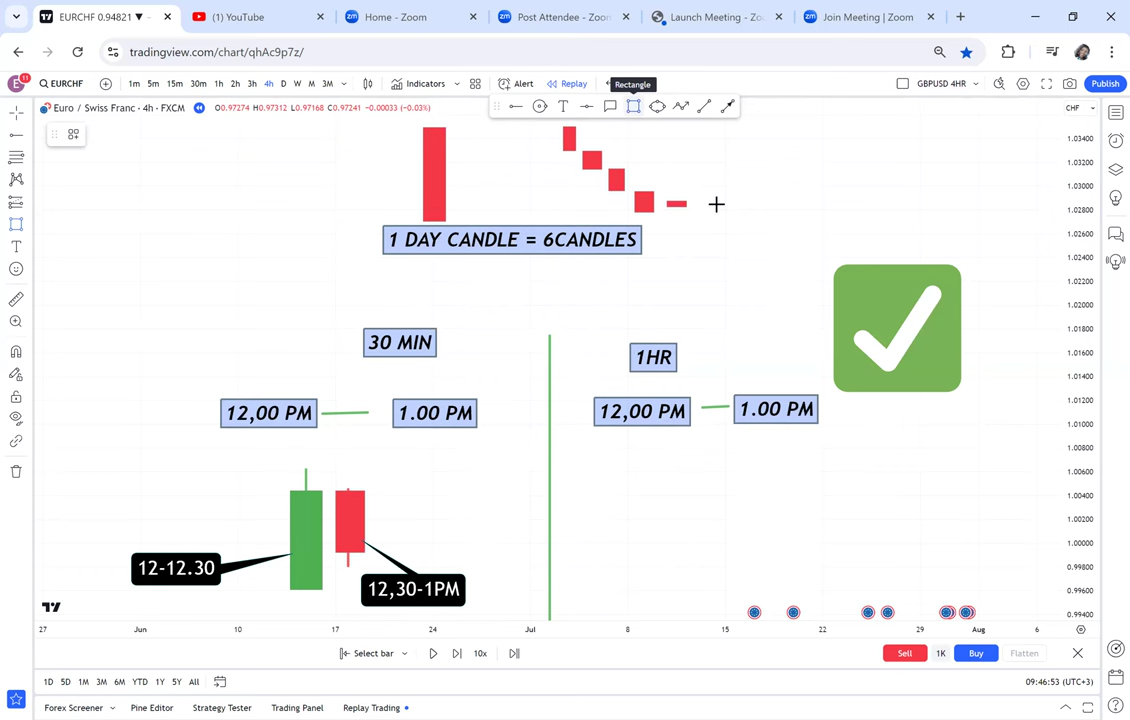 EURCHF 0.94821 ▼ −
(1) YouTube
Home - Zoom
Post Attendee - Zoom
Launch Meeting - Zoom
Join Meeting | Zoom
tradingview.com/chart/qhAc9p7z/
E 11 EURCHF 1m 5m 15m 30m 1h 2h 3h 4h D W M 3M Indicators Alert Replay GBPUSD 4HR Publish
Rectangle
Euro / Swiss Franc · 4h · FXCM O0.97274 H0.97312 L0.97168 C0.97241 −0.00033 (−0.03%) CHF
1.03400
1.03200
1.03000
1.02800
1.02600
1.02400
1.02200
1.02000
1.01800
1.01600
1.01400
1.01200
1.01000
1.00800
1.00600
1.00400
1.00200
1.00000
0.99800
0.99600
0.99400
1 DAY CANDLE = 6CANDLES
30 MIN
1HR
12,00 PM 1.00 PM
12,00 PM 1.00 PM
12-12.30
12,30-1PM
27 Jun 10 17 24 Jul 8 15 22 29 Aug 6
Select bar 10x Sell 1K Buy Flatten
1D 5D 1M 3M 6M YTD 1Y 5Y All 09:46:53 (UTC+3)
Forex Screener Pine Editor Strategy Tester Trading Panel Replay Trading